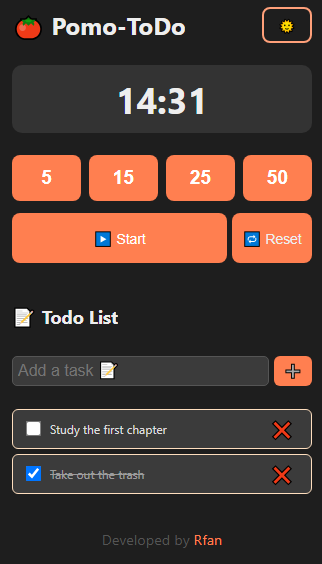 🍅 Pomo-ToDo 🌞
14:31
5 15 25 50
▶️ Start 🔁 Reset
📝 Todo List
Add a task 📝 ➕
Study the first chapter ❌
Take out the trash ❌
Developed by Rfan